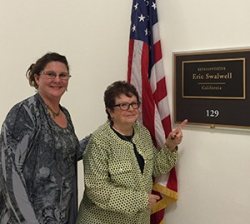 REPRESENTATIVE
Eric Swalwell
California
129